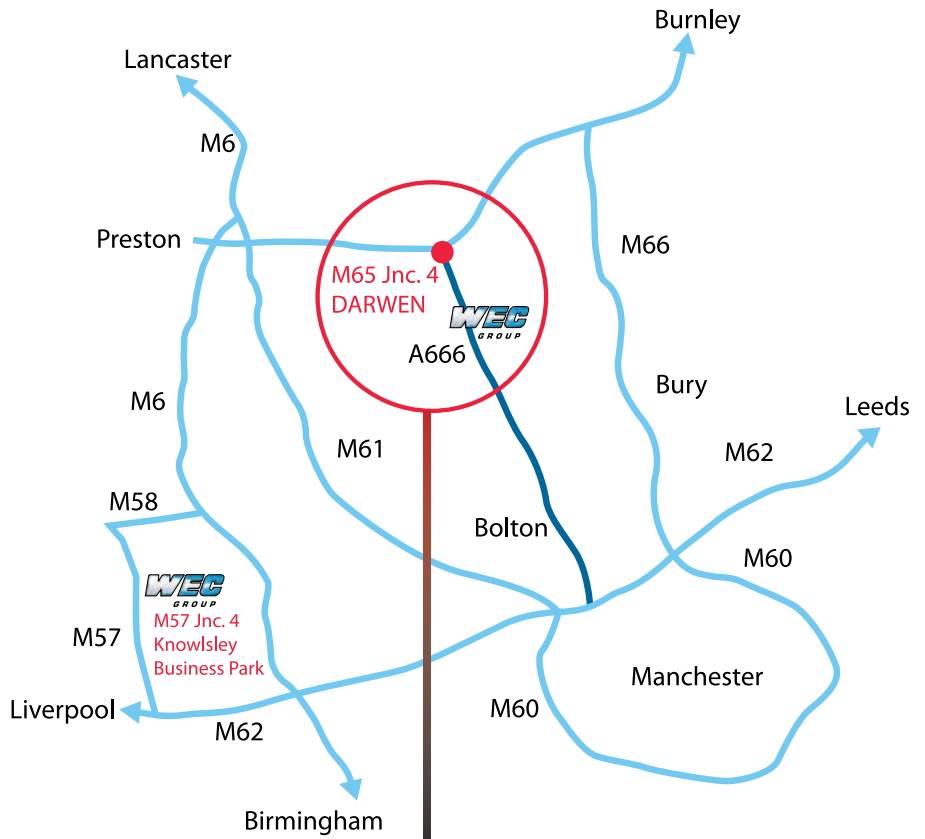 Burnley
Lancaster
M6
Preston
M66
M65 Jnc. 4
DARWEN
WEC
GROUP
A666
Bury
M6
Leeds
M61
M62
M58
Bolton
M60
WEC
GROUP
M57 Jnc. 4
Knowlsley
Business Park
M57
Manchester
Liverpool
M60
M62
Birmingham